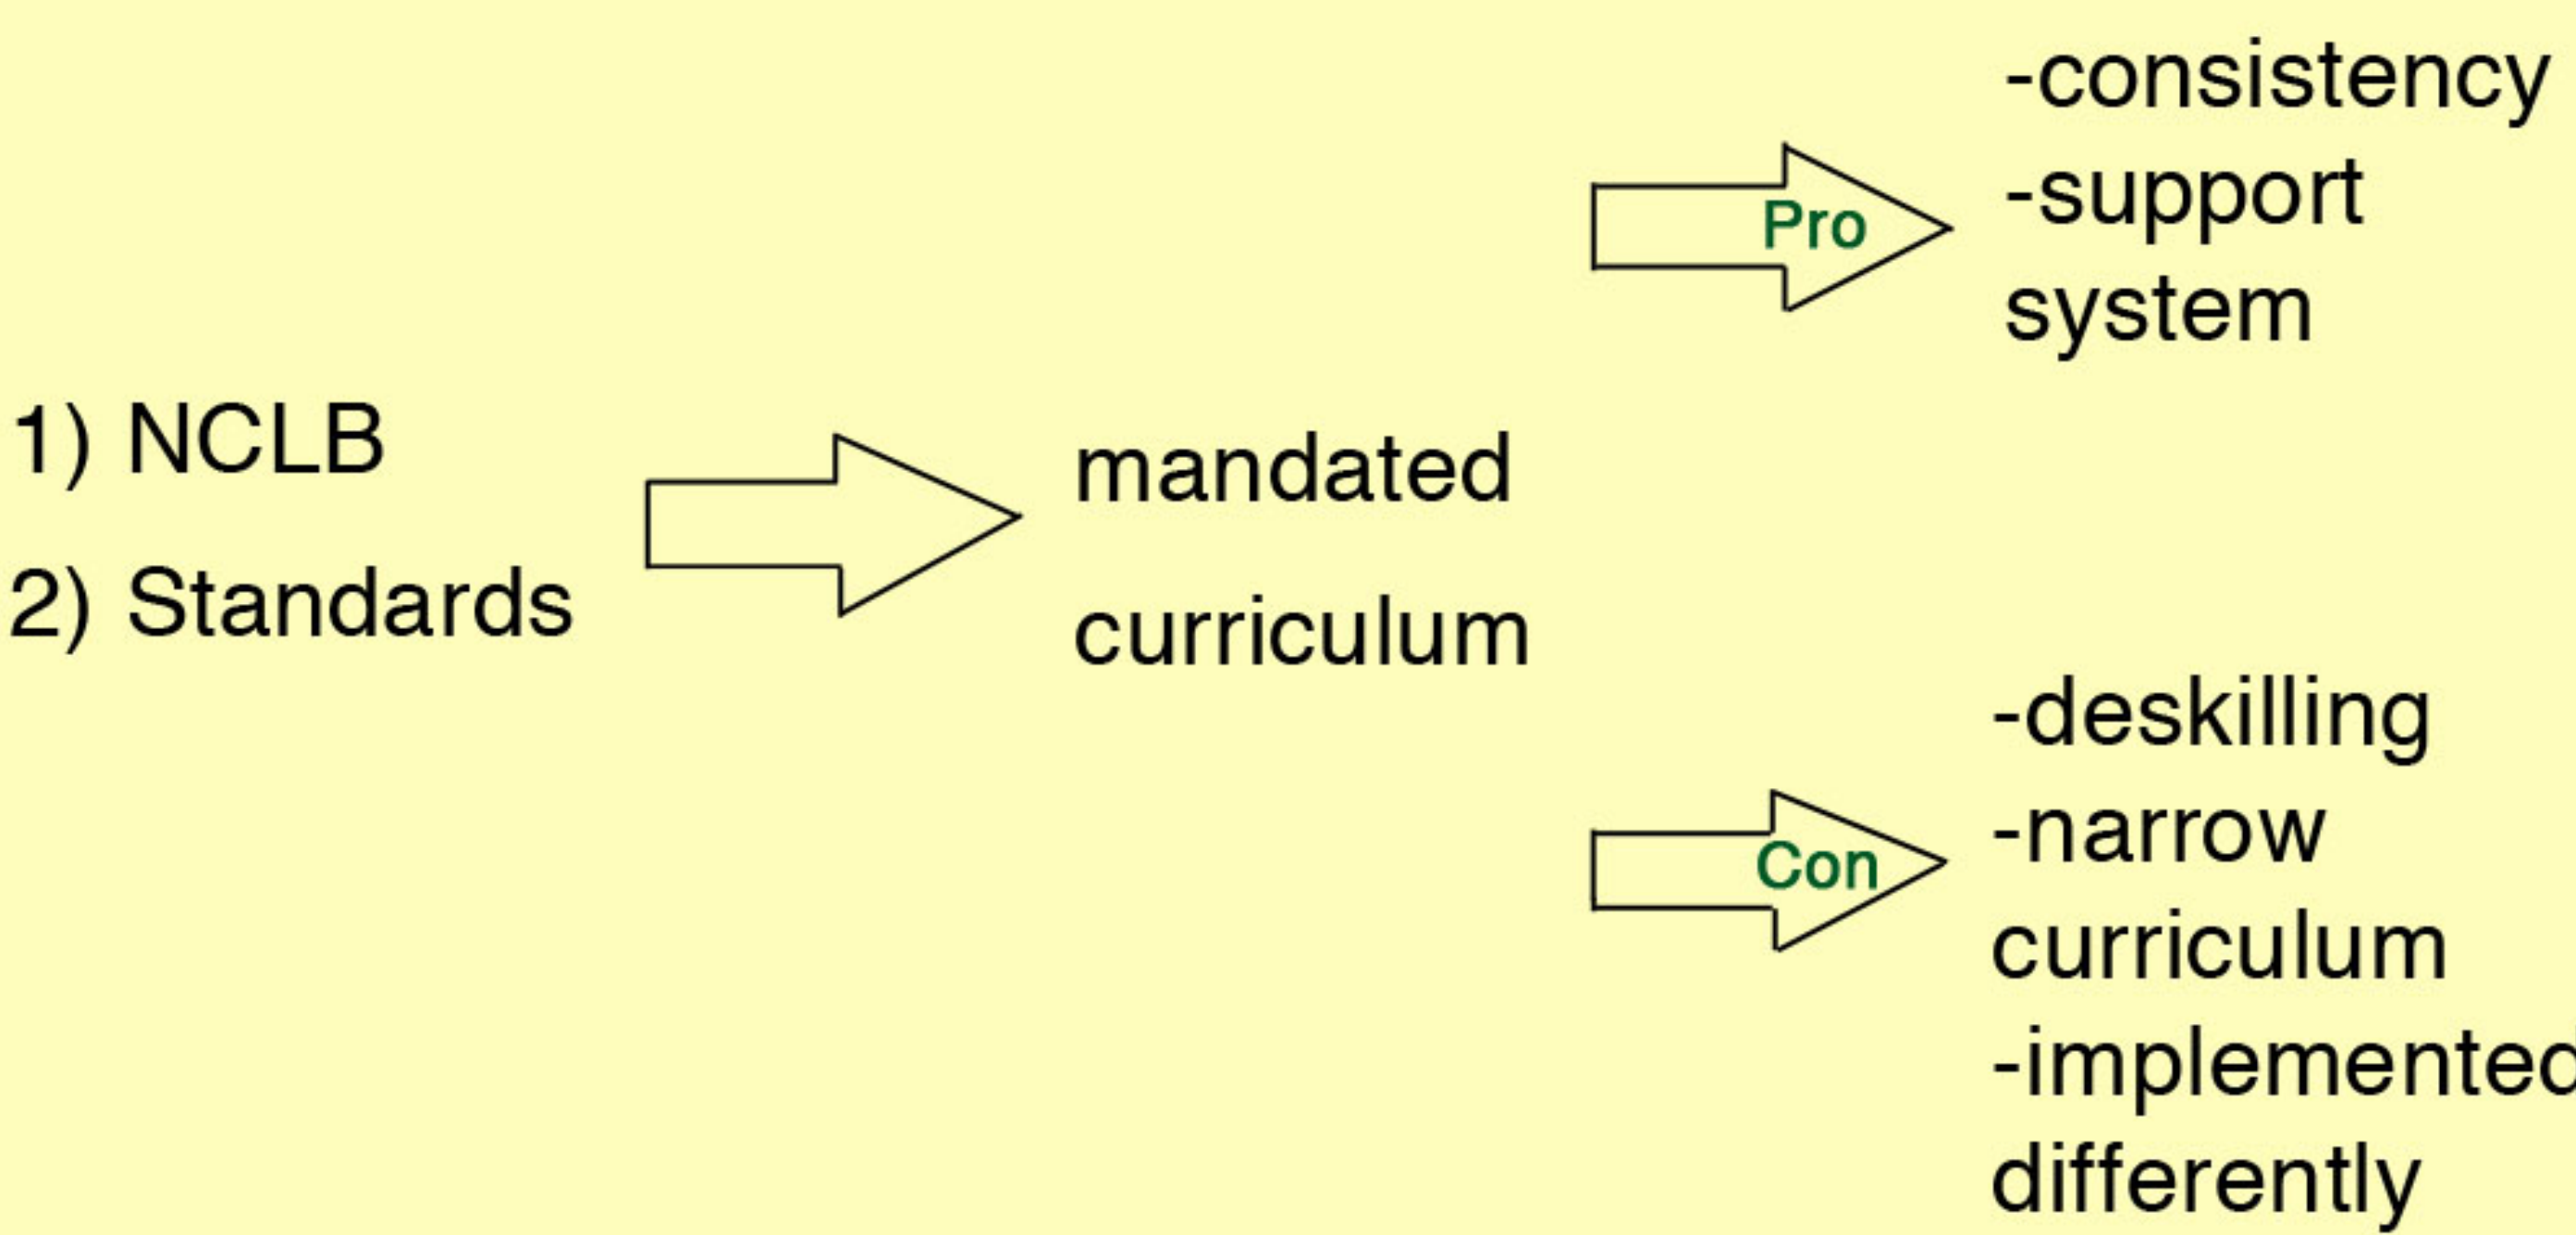 1) NCLB
2) Standards
mandated
curriculum
Pro
-consistency
-support
system
Con
-deskilling
-narrow
curriculum
-implemented
differently